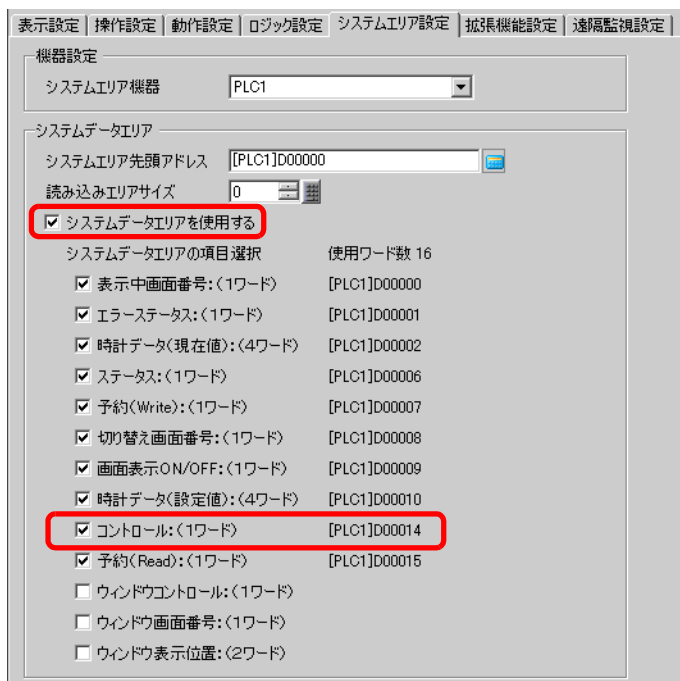 表示設定 操作設定 動作設定 ロジック設定 システムエリア設定 拡張機能設定 遠隔監視設定
機器設定
システムエリア機器 PLC1
システムデータエリア
システムエリア先頭アドレス [PLC1]D00000
読み込みエリアサイズ 0
システムデータエリアを使用する
システムデータエリアの項目選択 使用ワード数 16
表示中画面番号:(1ワード) [PLC1]D00000
エラーステータス:(1ワード) [PLC1]D00001
時計データ(現在値):(4ワード) [PLC1]D00002
ステータス:(1ワード) [PLC1]D00006
予約(Write):(1ワード) [PLC1]D00007
切り替え画面番号:(1ワード) [PLC1]D00008
画面表示ON/OFF:(1ワード) [PLC1]D00009
時計データ(設定値):(4ワード) [PLC1]D00010
コントロール:(1ワード) [PLC1]D00014
予約(Read):(1ワード) [PLC1]D00015
ウィンドウコントロール:(1ワード)
ウィンドウ画面番号:(1ワード)
ウィンドウ表示位置:(2ワード)